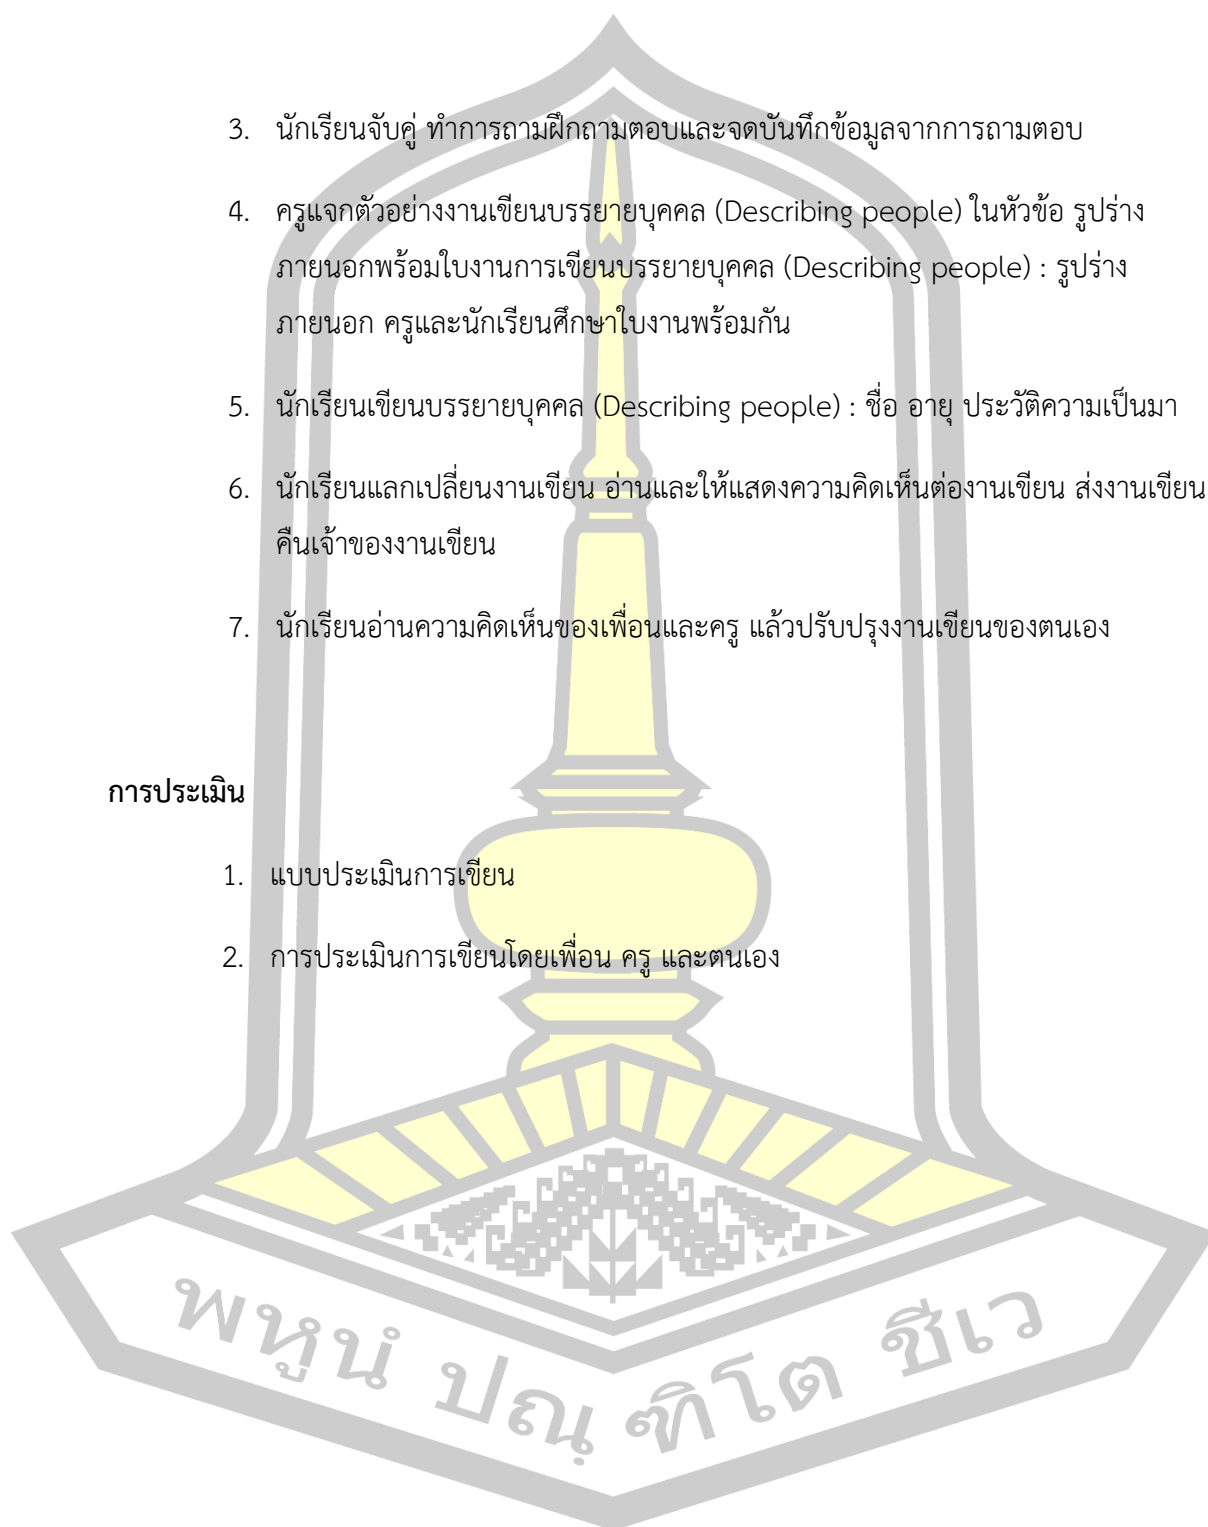 3. นักเรียนจับคู่ ทำการถามฝึกถามตอบและจดบันทึกข้อมูลจากการถามตอบ
4. ครูแจกตัวอย่างงานเขียนบรรยายบุคคล (Describing people) ในหัวข้อ รูปร่าง
ภายนอกพร้อมใบงานการเขียนบรรยายบุคคล (Describing people) : รูปร่าง
ภายนอก ครูและนักเรียนศึกษาใบงานพร้อมกัน
5. นักเรียนเขียนบรรยายบุคคล (Describing people) : ชื่อ อายุ ประวัติความเป็นมา
6. นักเรียนแลกเปลี่ยนงานเขียน อ่านและให้แสดงความคิดเห็นต่องานเขียน ส่งงานเขียน
คืนเจ้าของงานเขียน
7. นักเรียนอ่านความคิดเห็นของเพื่อนและครู แล้วปรับปรุงงานเขียนของตนเอง
การประเมิน
1. แบบประเมินการเขียน
2. การประเมินการเขียนโดยเพื่อน ครู และตนเอง
พหูนํ ปณฺ ฑิโต ชีเว